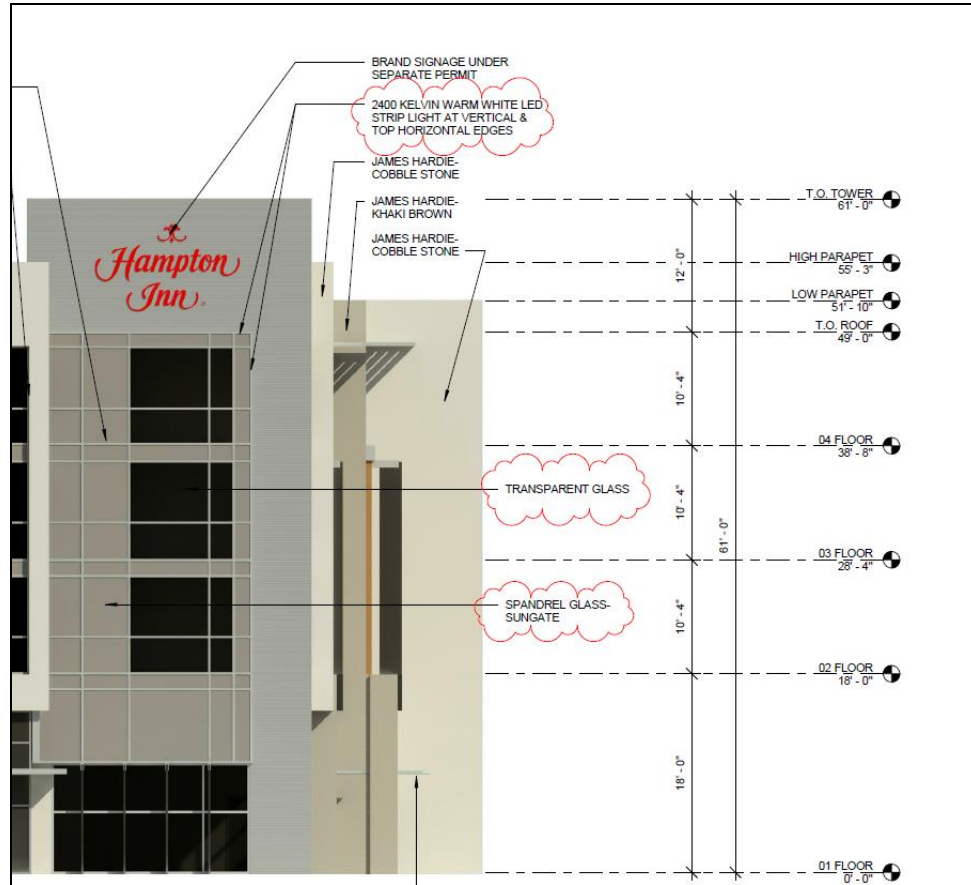 BRAND SIGNAGE UNDER
SEPARATE PERMIT
2400 KELVIN WARM WHITE LED
STRIP LIGHT AT VERTICAL &
TOP HORIZONTAL EDGES
JAMES HARDIE-
COBBLE STONE
JAMES HARDIE-
KHAKI BROWN
JAMES HARDIE-
COBBLE STONE
Hampton
Inn
TRANSPARENT GLASS
SPANDREL GLASS-
SUNGATE
12' - 0"
10' - 4"
10' - 4"
10' - 4"
18' - 0"
61' - 0"
T.O. TOWER
61' - 0"
HIGH PARAPET
55' - 3"
LOW PARAPET
51' - 10"
T.O. ROOF
49' - 0"
04 FLOOR
38' - 8"
03 FLOOR
28' - 4"
02 FLOOR
18' - 0"
01 FLOOR
0' - 0"